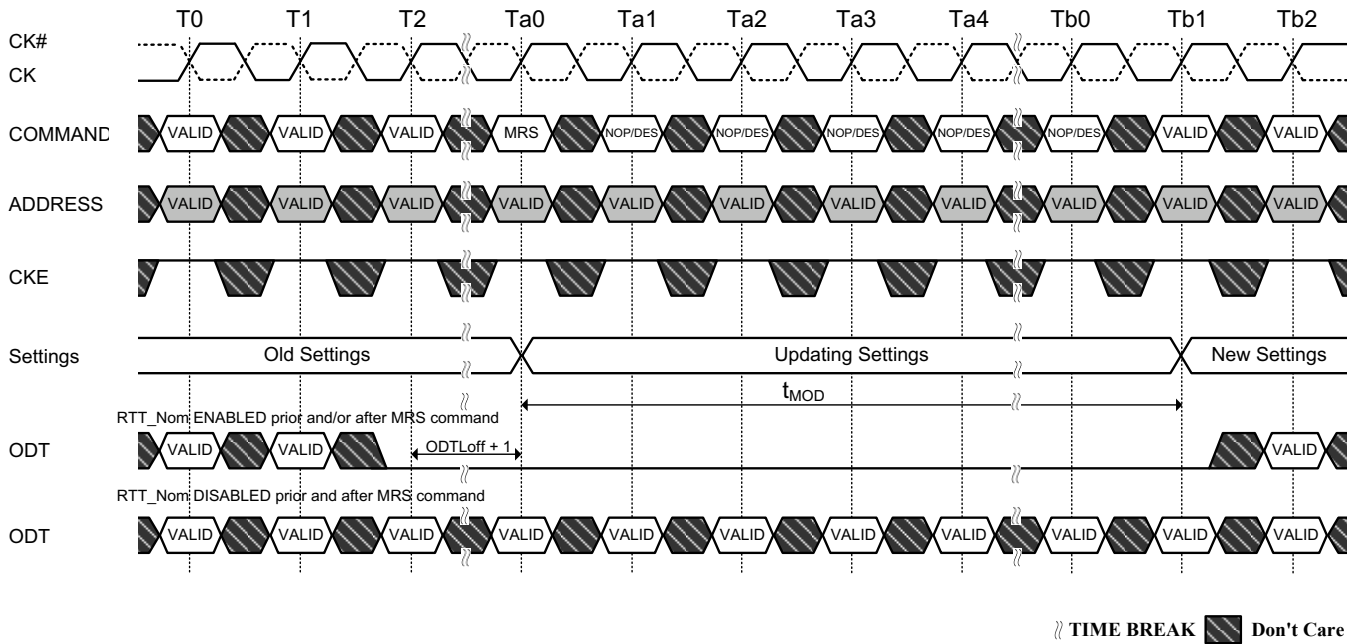 T0 T1 T2 Ta0 Ta1 Ta2 Ta3 Ta4 Tb0 Tb1 Tb2
CK#
CK
COMMAND VALID VALID VALID MRS NOP/DES NOP/DES NOP/DES NOP/DES NOP/DES VALID VALID
ADDRESS VALID VALID VALID VALID VALID VALID VALID VALID VALID VALID VALID
CKE
Settings Old Settings Updating Settings New Settings
tMOD
RTT_Nom ENABLED prior and/or after MRS command
ODT VALID VALID ODTLoff + 1 VALID
RTT_Nom DISABLED prior and after MRS command
ODT VALID VALID VALID VALID VALID VALID VALID VALID VALID VALID VALID
TIME BREAK Don't Care